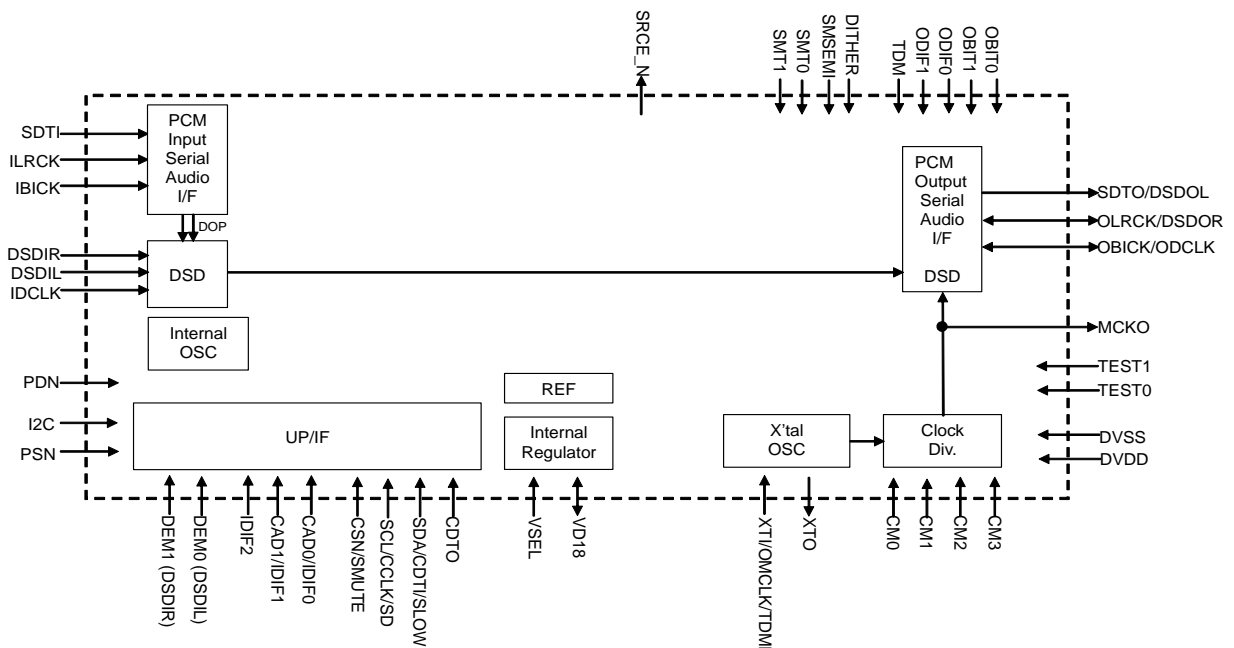 SRCE_N
SMT1
SMT0
SMSEMI
DITHER
TDM
ODIF1
ODIF0
OBIT1
OBIT0
SDTI
ILRCK
IBICK
PCM
Input
Serial
Audio
I/F
DOP
DSDIR
DSDIL
IDCLK
DSD
Internal
OSC
PCM
Output
Serial
Audio
I/F
DSD
SDTO/DSDOL
OLRCK/DSDOR
OBICK/ODCLK
MCKO
TEST1
TEST0
DVSS
DVDD
PDN
I2C
PSN
UP/IF
REF
Internal
Regulator
X'tal
OSC
Clock
Div.
DEM1 (DSDIR)
DEM0 (DSDIL)
IDIF2
CAD1/IDIF1
CAD0/IDIF0
CSN/SMUTE
SCL/CCLK/SD
SDA/CDTI/SLOW
CDTO
VSEL
VD18
XTI/OMCLK/TDMI
XTO
CM0
CM1
CM2
CM3